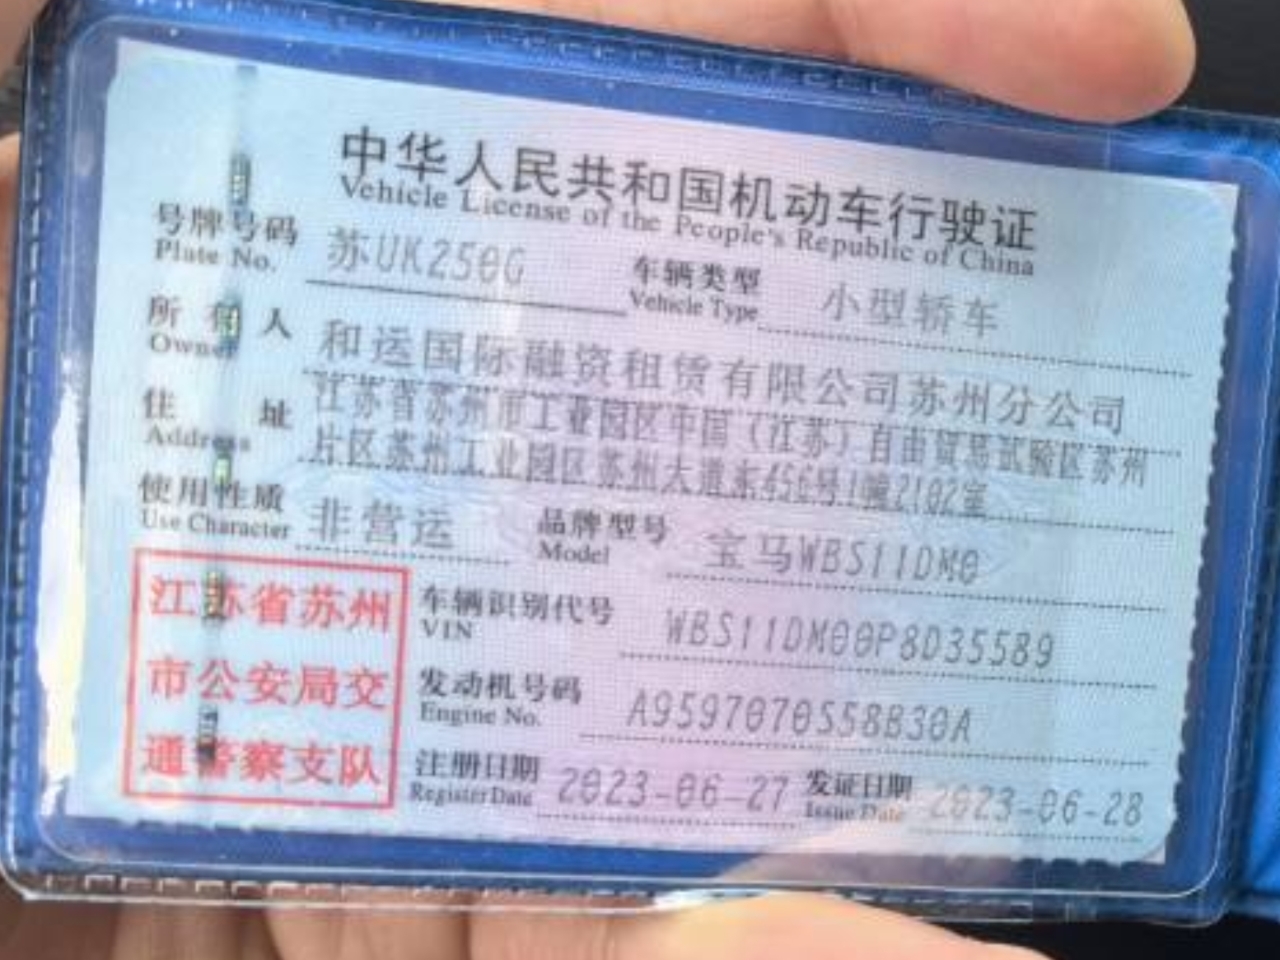 中华人民共和国机动车行驶证
Vehicle License of the People's Republic of China
号牌号码 苏UK250G 车辆类型 小型轿车
Plate No. Vehicle Type
所有人 和运国际融资租赁有限公司苏州分公司
Owner
住址 江苏省苏州市工业园区中国（江苏）自由贸易试验区苏州
Address 片区苏州工业园区苏州大道东456号1幢2102室
使用性质 非营运 品牌型号 宝马WBS11DM0
Use Character Model
江苏省苏州
市公安局交
通警察支队
车辆识别代号 WBS11DM00P8D35589
VIN
发动机号码 A9597070558B30A
Engine No.
注册日期 2023-06-27 发证日期 2023-06-28
Register Date Issue Date